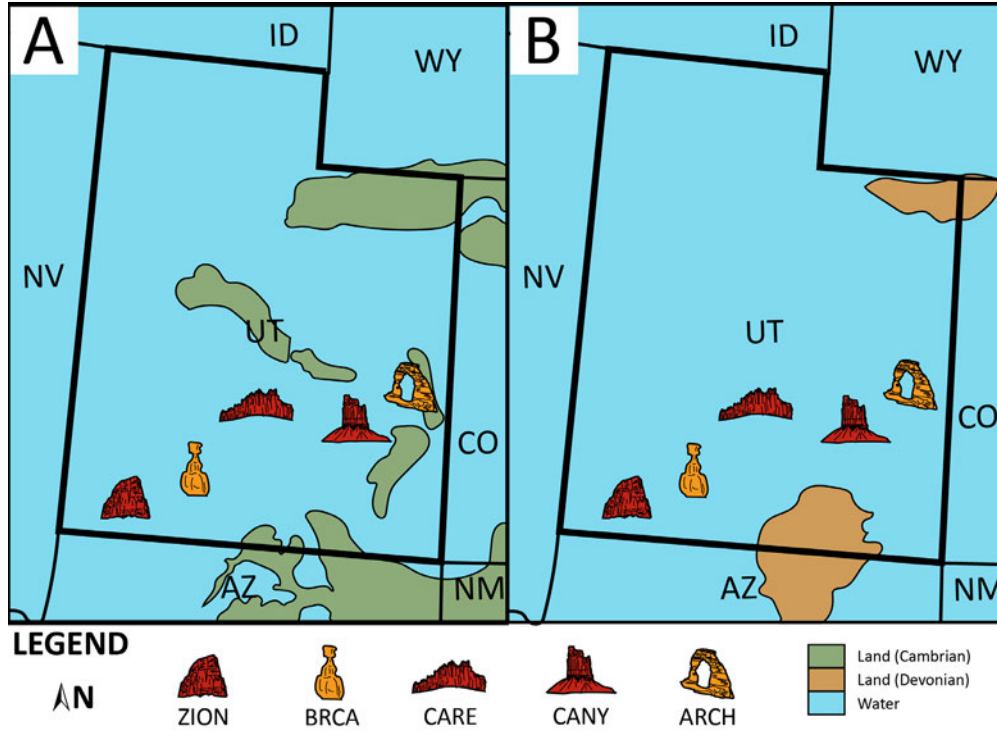 A
ID
WY
NV
UT
CO
AZ
NM
B
ID
WY
NV
UT
CO
AZ
NM
LEGEND
N
ZION
BRCA
CARE
CANY
ARCH
Land (Cambrian)
Land (Devonian)
Water